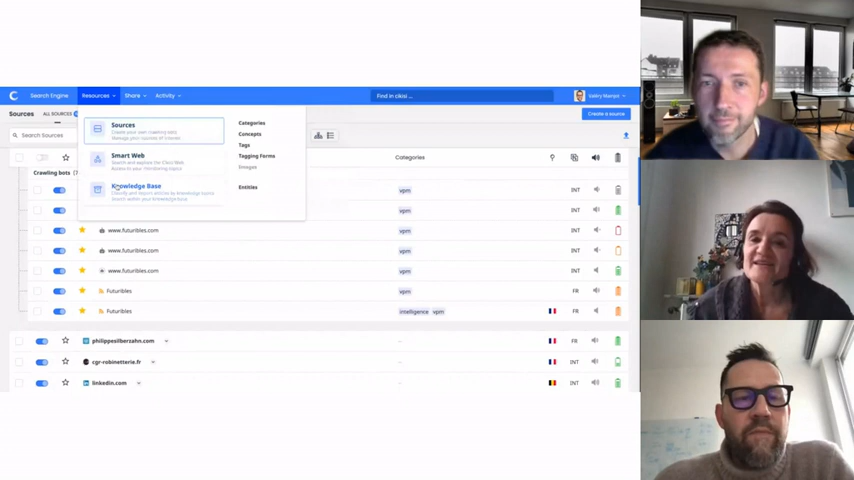 Search Engine Resources Share Activity Find in cikisi ... Valéry Mainjot
Sources ALL SOURCES Create a source
Search Sources
Sources
Create your own crawling bots
Manage your sources of interest
Smart Web
Knowledge Base
Categories
Concepts
Tags
Tagging Forms
Images
Entities
Categories
Crawling bots
vpm INT
vpm INT
www.futuribles.com vpm INT
www.futuribles.com vpm INT
www.futuribles.com vpm INT
Futuribles vpm FR
Futuribles intelligence vpm FR
philippesilberzahn.com -- FR
cgr-robinetterie.fr -- INT
linkedin.com -- INT